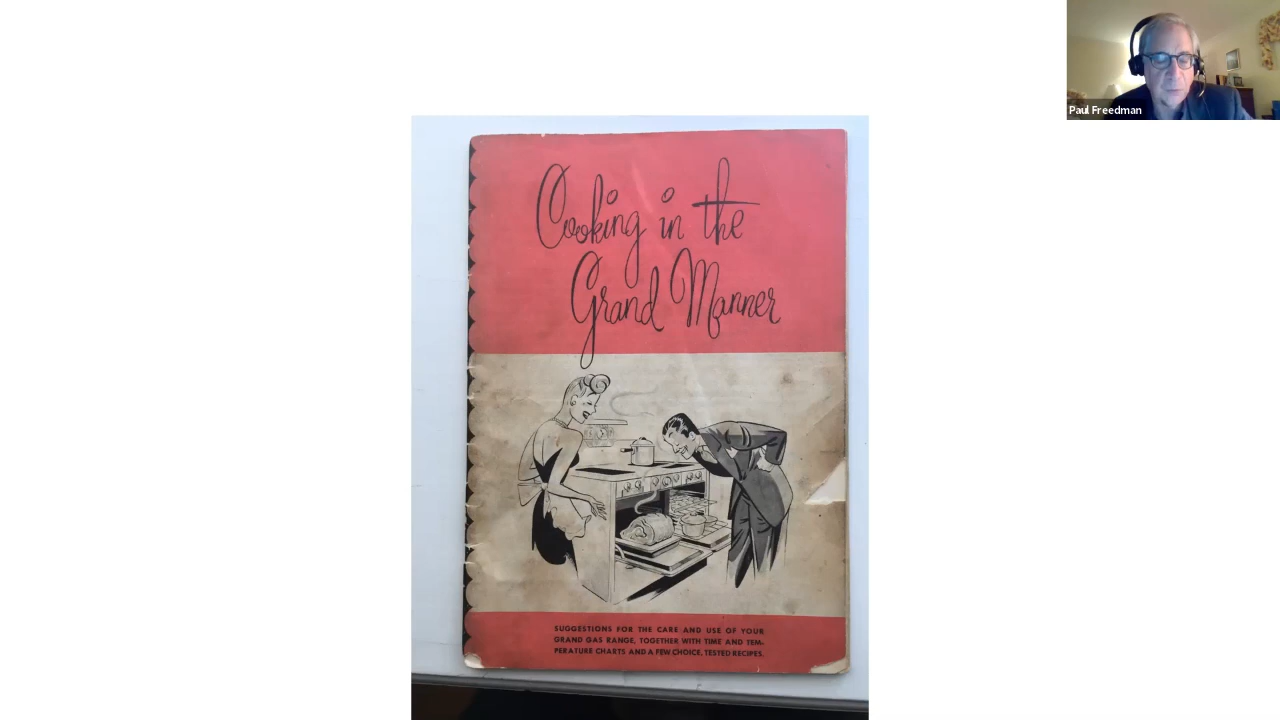 Cooking in the
Grand Manner
SUGGESTIONS FOR THE CARE AND USE OF YOUR
GRAND GAS RANGE, TOGETHER WITH TIME AND TEM-
PERATURE CHARTS AND A FEW CHOICE, TESTED RECIPES.
Paul Freedman